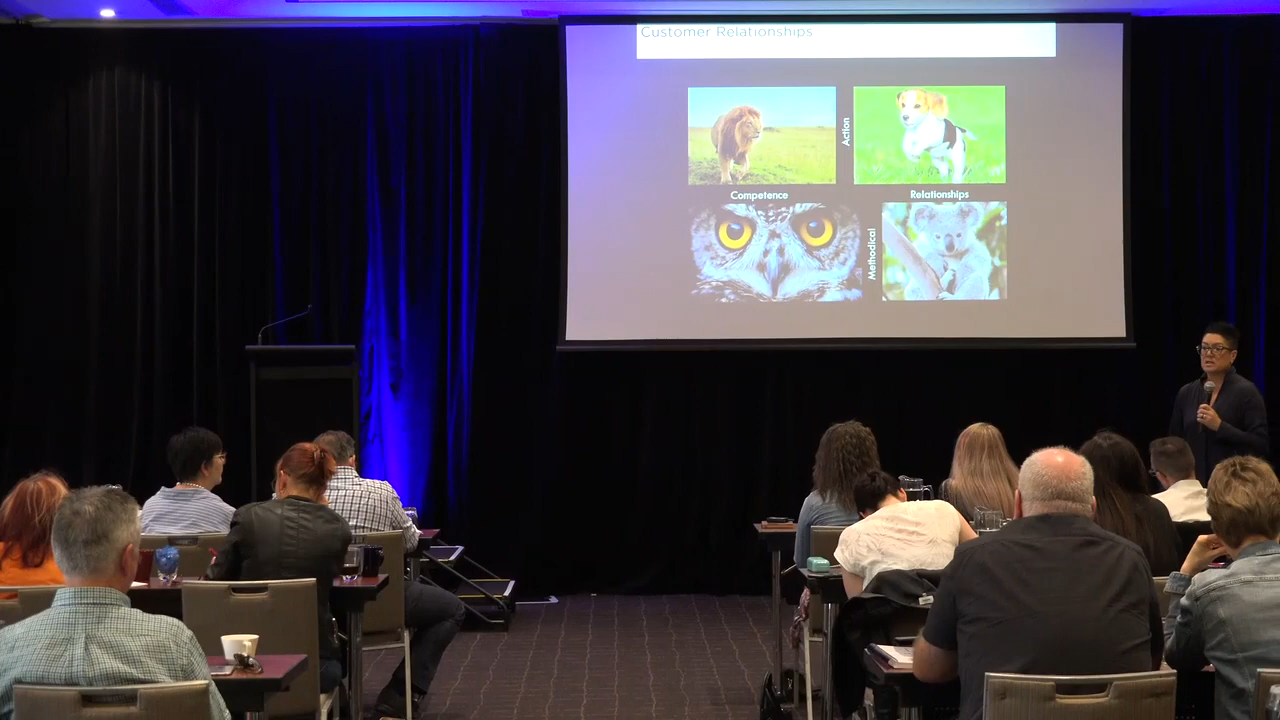 Customer Relationships
Action
Competence
Relationships
Methodical